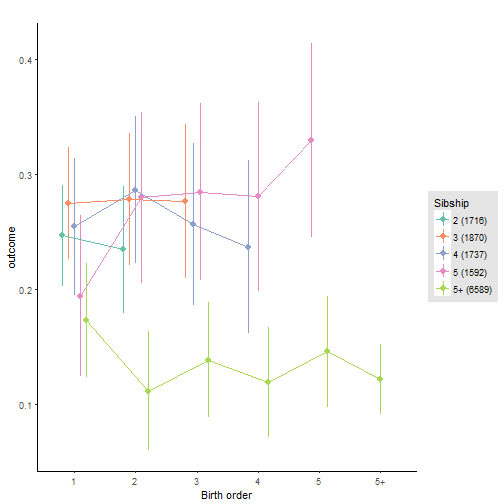 0.4
0.3
0.2
0.1
outcome
1 2 3 4 5 5+
Birth order
Sibship
2 (1716)
3 (1870)
4 (1737)
5 (1592)
5+ (6589)